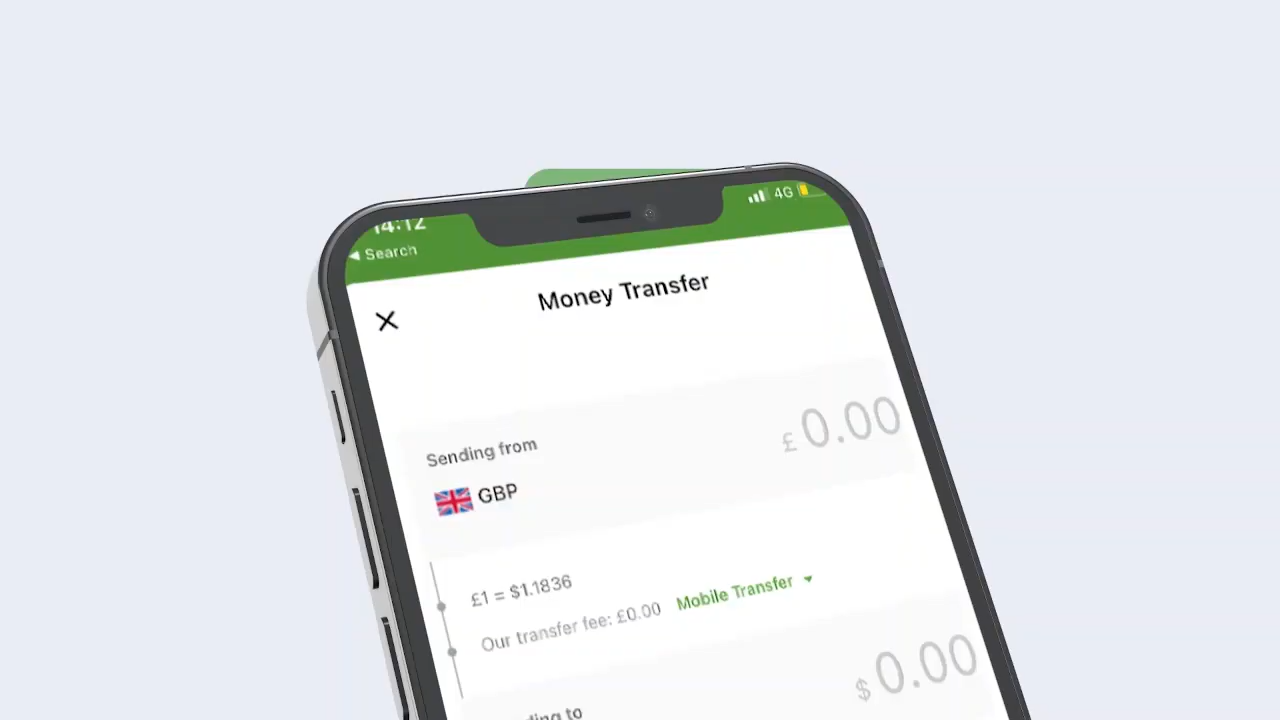 14:12
4G
◀ Search
Money Transfer
Sending from
£ 0.00
GBP
£1 = $1.1836
Our transfer fee: £0.00 Mobile Transfer
$ 0.00
to